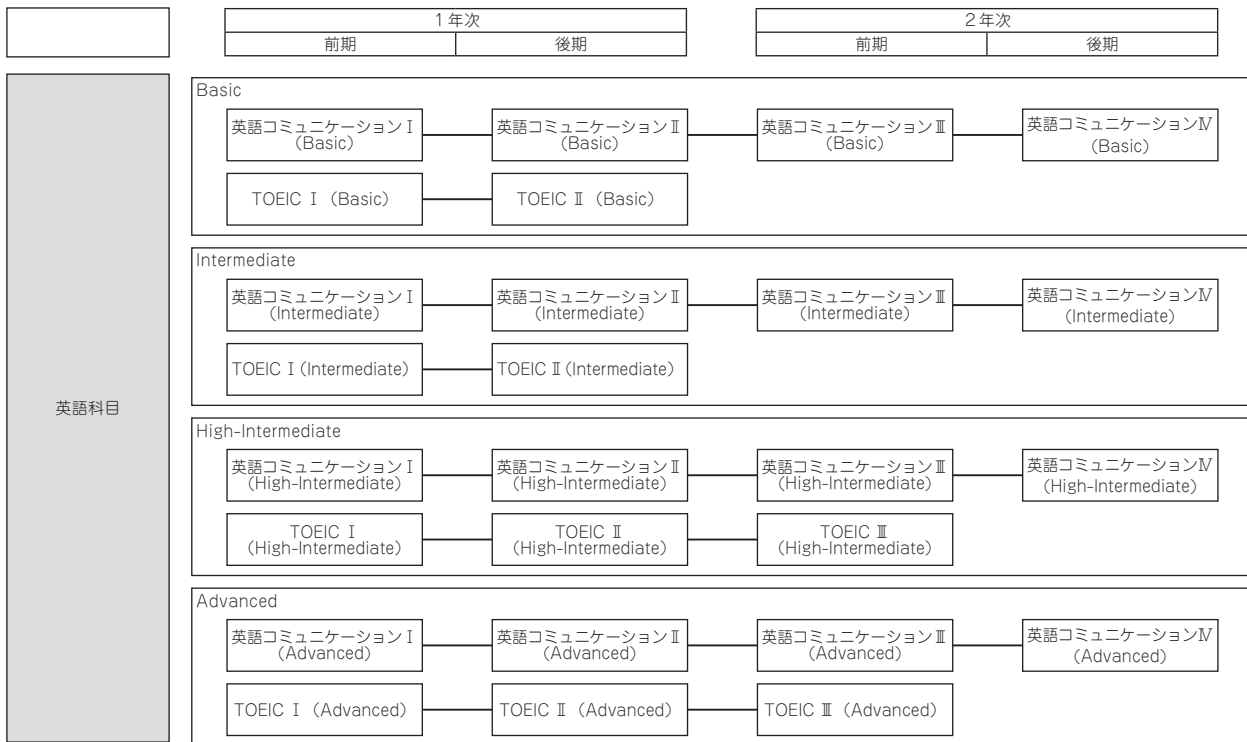 1年次
2年次
前期
後期
前期
後期
英語科目
Basic
英語コミュニケーションⅠ
(Basic)
英語コミュニケーションⅡ
(Basic)
英語コミュニケーションⅢ
(Basic)
英語コミュニケーションⅣ
(Basic)
TOEIC Ⅰ (Basic)
TOEIC Ⅱ (Basic)
Intermediate
英語コミュニケーションⅠ
(Intermediate)
英語コミュニケーションⅡ
(Intermediate)
英語コミュニケーションⅢ
(Intermediate)
英語コミュニケーションⅣ
(Intermediate)
TOEIC Ⅰ (Intermediate)
TOEIC Ⅱ (Intermediate)
High-Intermediate
英語コミュニケーションⅠ
(High-Intermediate)
英語コミュニケーションⅡ
(High-Intermediate)
英語コミュニケーションⅢ
(High-Intermediate)
英語コミュニケーションⅣ
(High-Intermediate)
TOEIC Ⅰ
(High-Intermediate)
TOEIC Ⅱ
(High-Intermediate)
TOEIC Ⅲ
(High-Intermediate)
Advanced
英語コミュニケーションⅠ
(Advanced)
英語コミュニケーションⅡ
(Advanced)
英語コミュニケーションⅢ
(Advanced)
英語コミュニケーションⅣ
(Advanced)
TOEIC Ⅰ (Advanced)
TOEIC Ⅱ (Advanced)
TOEIC Ⅲ (Advanced)